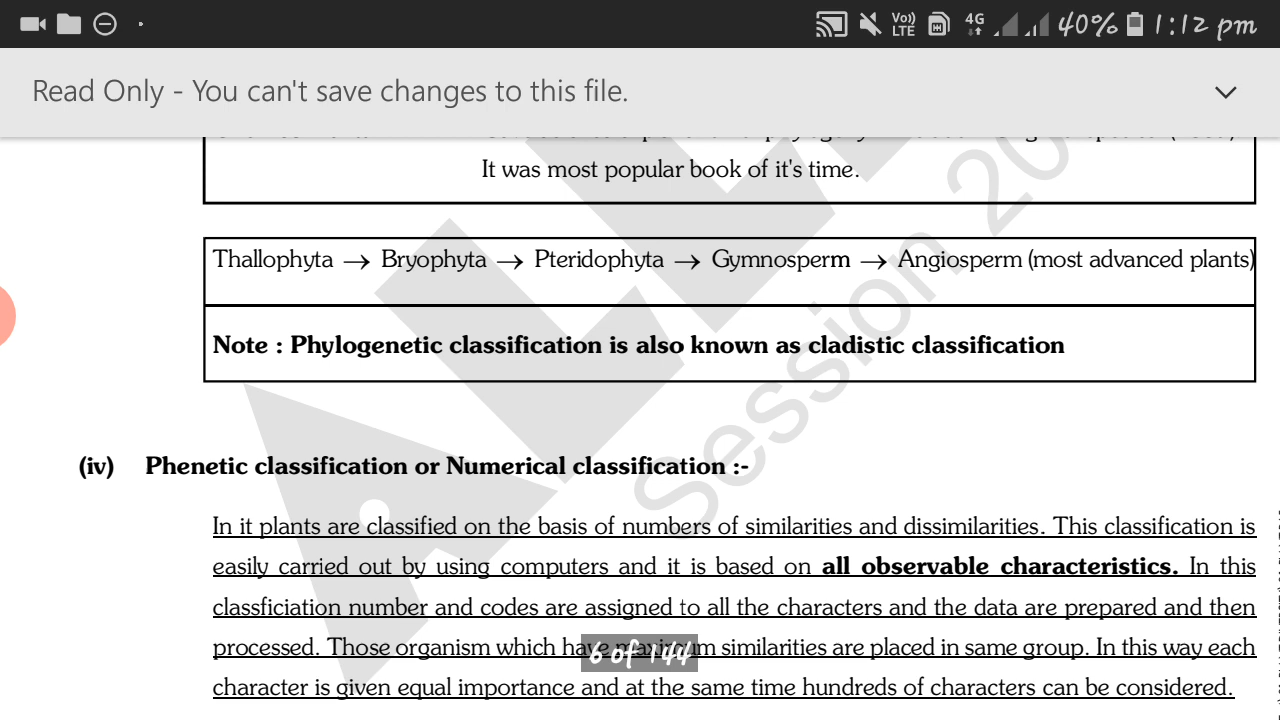 Vo)) LTE 4G 40% 1:12 pm
Read Only - You can't save changes to this file.
It was most popular book of it's time.
Thallophyta → Bryophyta → Pteridophyta → Gymnosperm → Angiosperm (most advanced plants)
Note : Phylogenetic classification is also known as cladistic classification
(iv) Phenetic classification or Numerical classification :-
In it plants are classified on the basis of numbers of similarities and dissimilarities. This classification is
easily carried out by using computers and it is based on all observable characteristics. In this
classficiation number and codes are assigned to all the characters and the data are prepared and then
processed. Those organism which have maximum similarities are placed in same group. In this way each
character is given equal importance and at the same time hundreds of characters can be considered.
6 of 144
Session 20